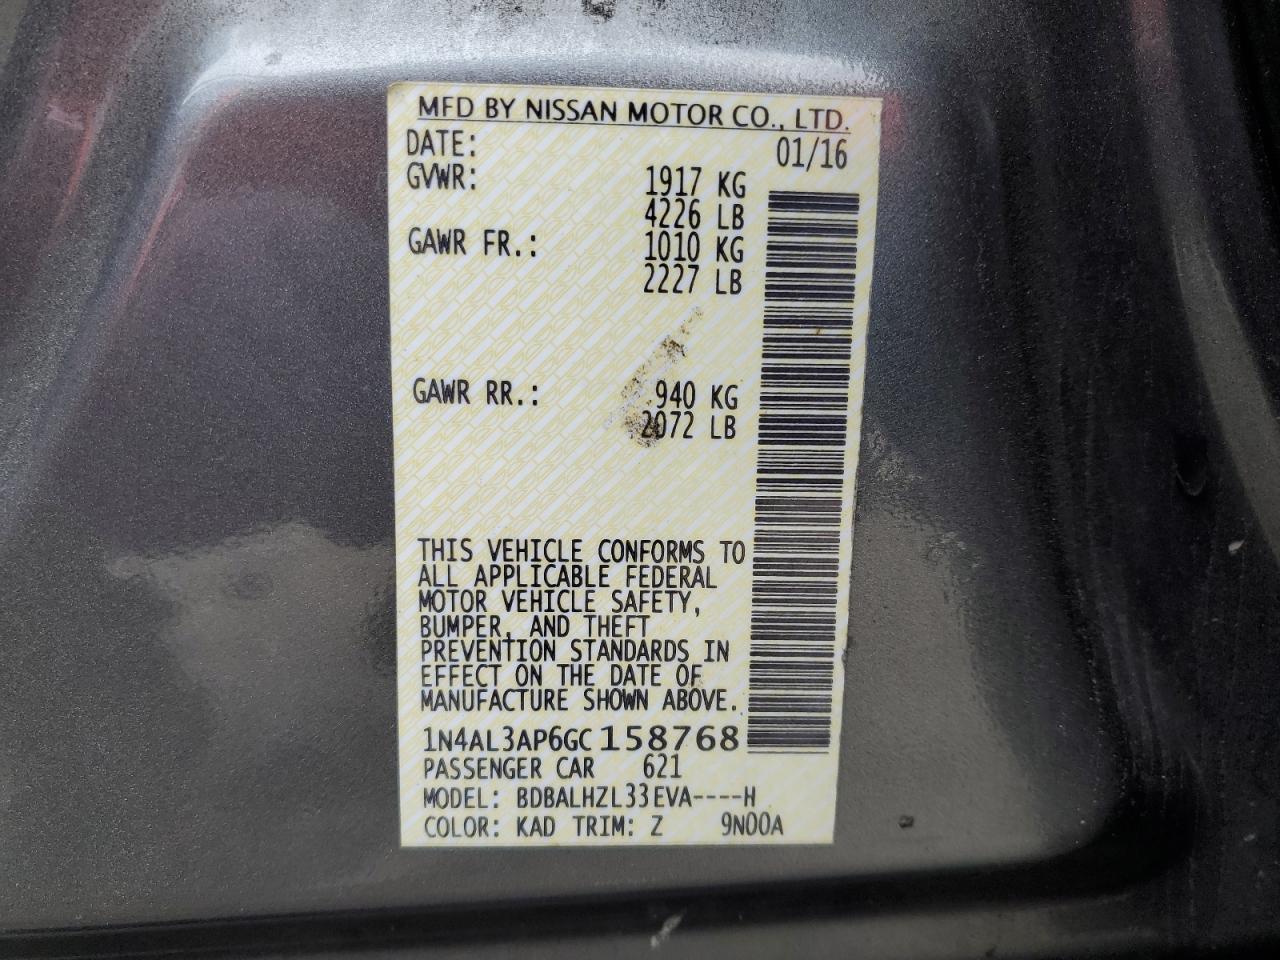 MFD BY NISSAN MOTOR CO., LTD.
DATE: 01/16
GVWR: 1917 KG
4226 LB
GAWR FR.: 1010 KG
2227 LB
GAWR RR.: 940 KG
2072 LB
THIS VEHICLE CONFORMS TO
ALL APPLICABLE FEDERAL
MOTOR VEHICLE SAFETY,
BUMPER, AND THEFT
PREVENTION STANDARDS IN
EFFECT ON THE DATE OF
MANUFACTURE SHOWN ABOVE.
1N4AL3AP6GC158768
PASSENGER CAR 621
MODEL: BDBALHZL33EVA----H
COLOR: KAD TRIM: Z 9N00A